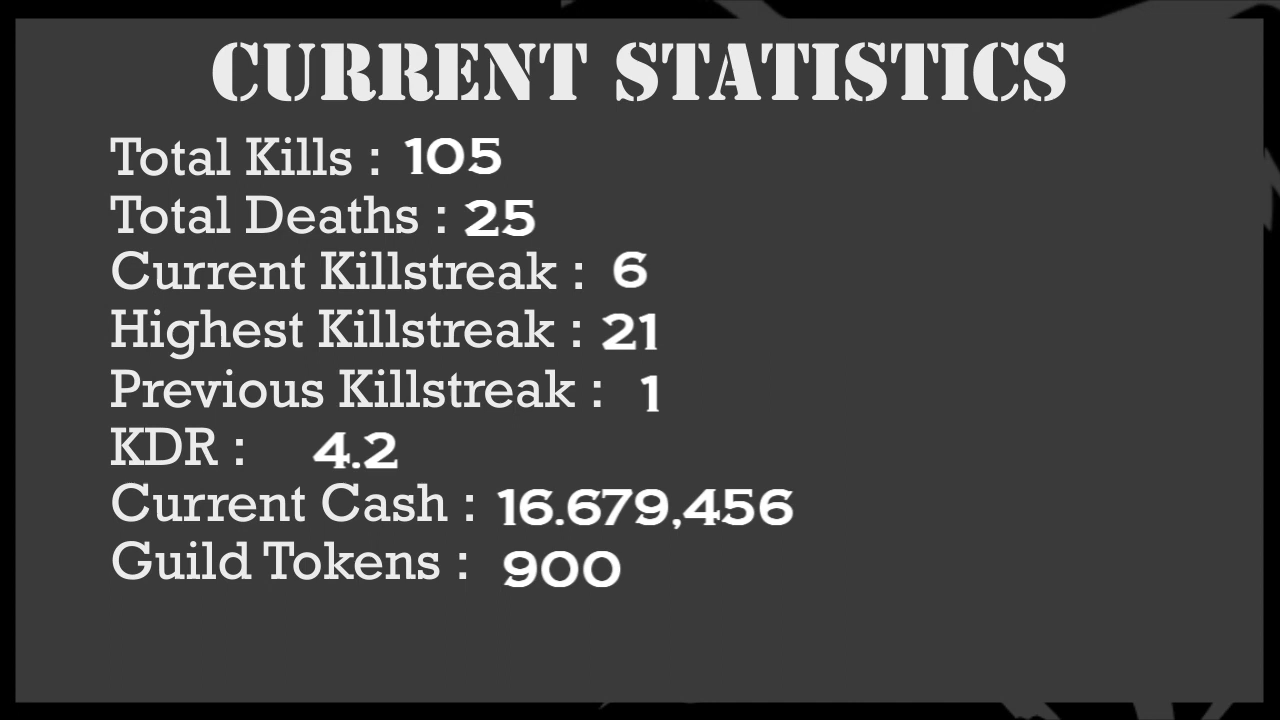 CURRENT STATISTICS
Total Kills : 105
Total Deaths : 25
Current Killstreak : 6
Highest Killstreak : 21
Previous Killstreak : 1
KDR : 4.2
Current Cash : 16.679,456
Guild Tokens : 900